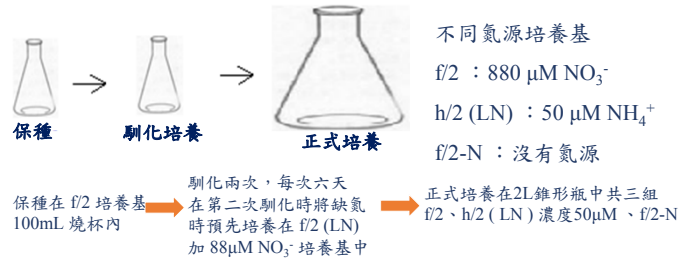 保種
馴化培養
正式培養
不同氮源培養基
f/2 ：880 μM NO₃⁻
h/2 (LN) ：50 μM NH₄⁺
f/2-N ：沒有氮源
保種在 f/2 培養基
100mL 燒杯內
馴化兩次，每次六天
在第二次馴化時將缺氮
時預先培養在 f/2 (LN)
加 88μM NO₃⁻ 培養基中
正式培養在2L錐形瓶中共三組
f/2、h/2 ( LN ) 濃度50μM 、f/2-N